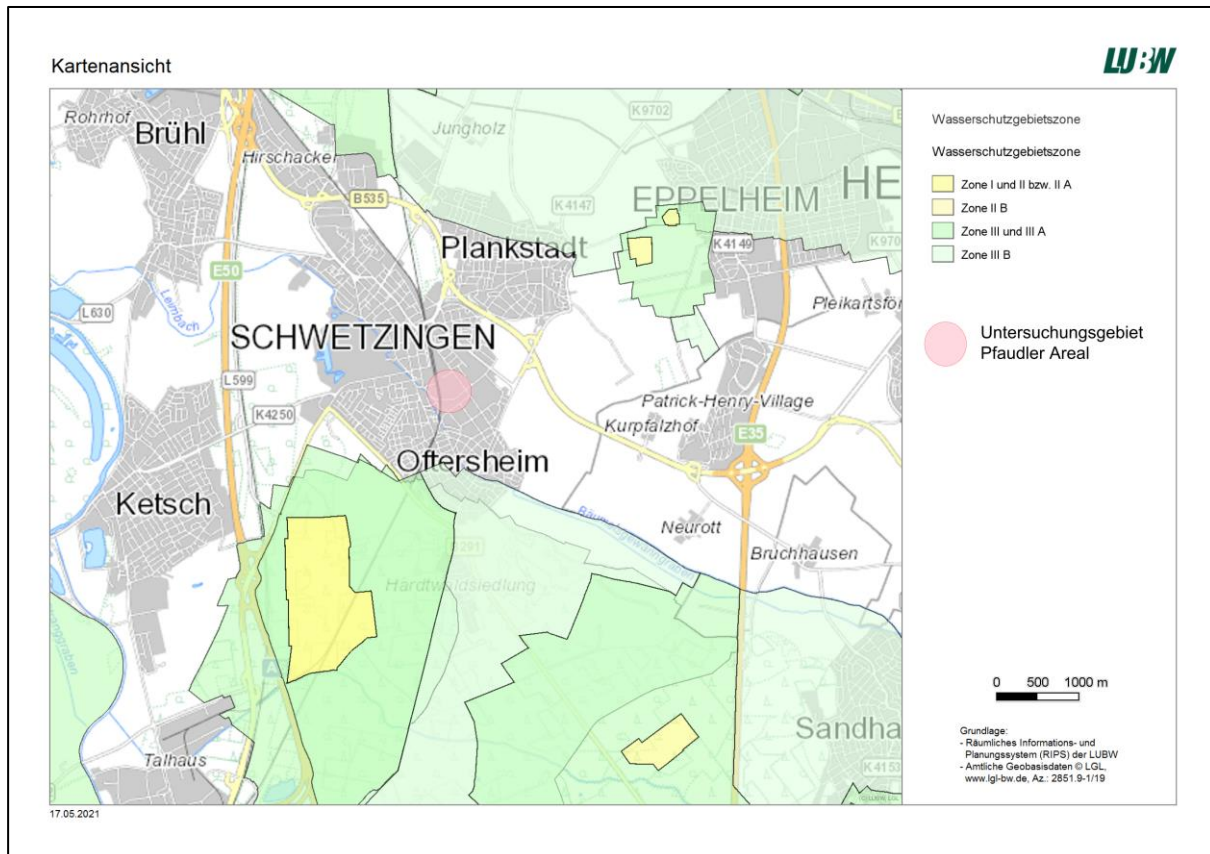 Kartenansicht
LUBW
Rohrhof
Brühl
Hirschacker
Jungholz
K9702
B535
K4147
EPPELHEIM
HE
Plankstadt
K4149
K970
E50
Leimbach
L630
Pleikartsför
SCHWETZINGEN
L599
K4250
Patrick-Henry-Village
Kurpfalzhof
E35
Oftersheim
Ketsch
Neurott
Bruchhausen
Hardtwaldsiedlung
Sandha
Talhaus
K4153
Wasserschutzgebietszone
Wasserschutzgebietszone
Zone I und II bzw. II A
Zone II B
Zone III und III A
Zone III B
Untersuchungsgebiet
Pfaudler Areal
0 500 1000 m
Grundlage:
- Räumliches Informations- und
Planungssystem (RIPS) der LUBW
- Amtliche Geobasisdaten © LGL,
www.lgl-bw.de, Az.: 2851.9-1/19
17.05.2021